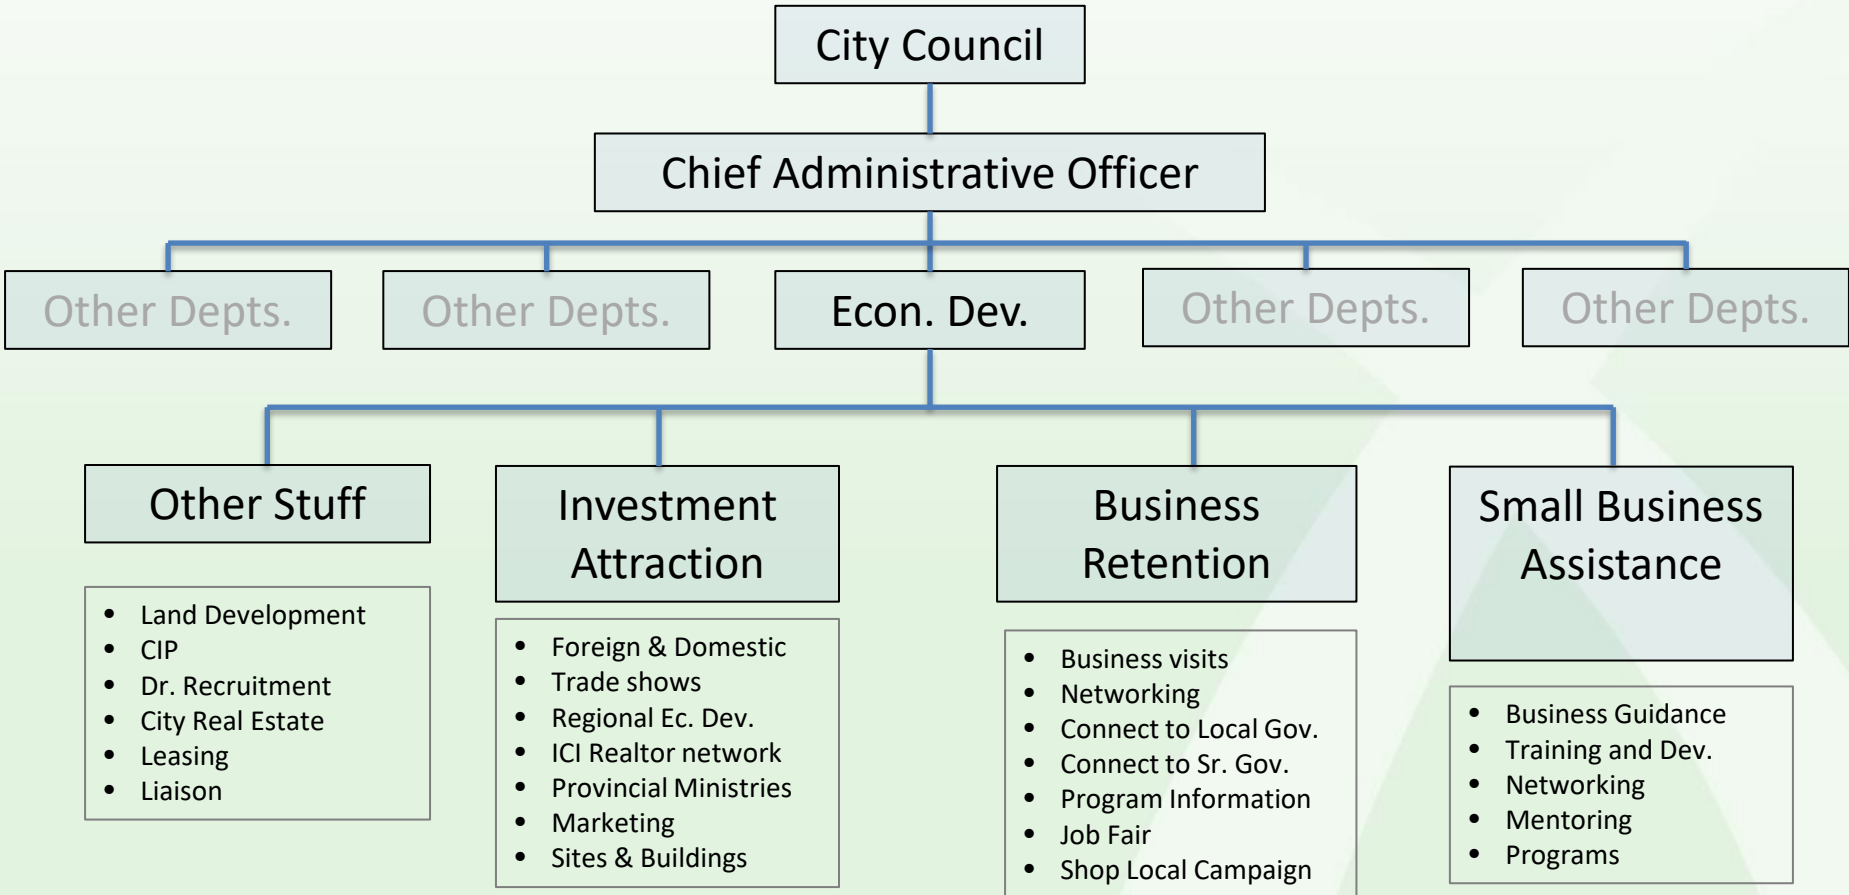 City Council
Chief Administrative Officer
Other Depts.
Other Depts.
Econ. Dev.
Other Depts.
Other Depts.
Other Stuff
• Land Development
• CIP
• Dr. Recruitment
• City Real Estate
• Leasing
• Liaison
Investment
Attraction
• Foreign & Domestic
• Trade shows
• Regional Ec. Dev.
• ICI Realtor network
• Provincial Ministries
• Marketing
• Sites & Buildings
Business
Retention
• Business visits
• Networking
• Connect to Local Gov.
• Connect to Sr. Gov.
• Program Information
• Job Fair
• Shop Local Campaign
Small Business
Assistance
• Business Guidance
• Training and Dev.
• Networking
• Mentoring
• Programs